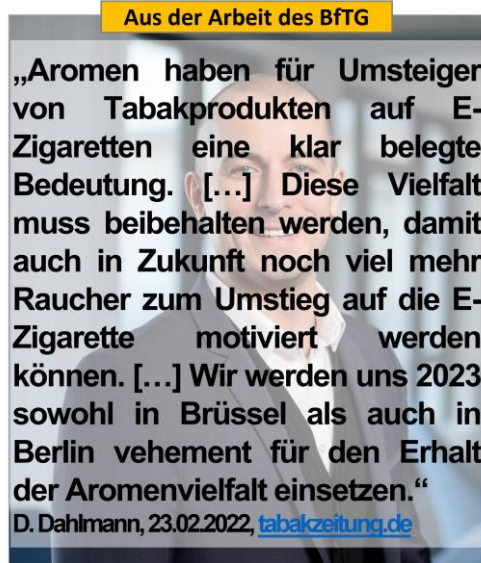 Aus der Arbeit des BfTG
„Aromen haben für Umsteiger
von Tabakprodukten auf E-
Zigaretten eine klar belegte
Bedeutung. […] Diese Vielfalt
muss beibehalten werden, damit
auch in Zukunft noch viel mehr
Raucher zum Umstieg auf die E-
Zigarette motiviert werden
können. […] Wir werden uns 2023
sowohl in Brüssel als auch in
Berlin vehement für den Erhalt
der Aromenvielfalt einsetzen.“
D. Dahlmann, 23.02.2022, tabakzeitung.de